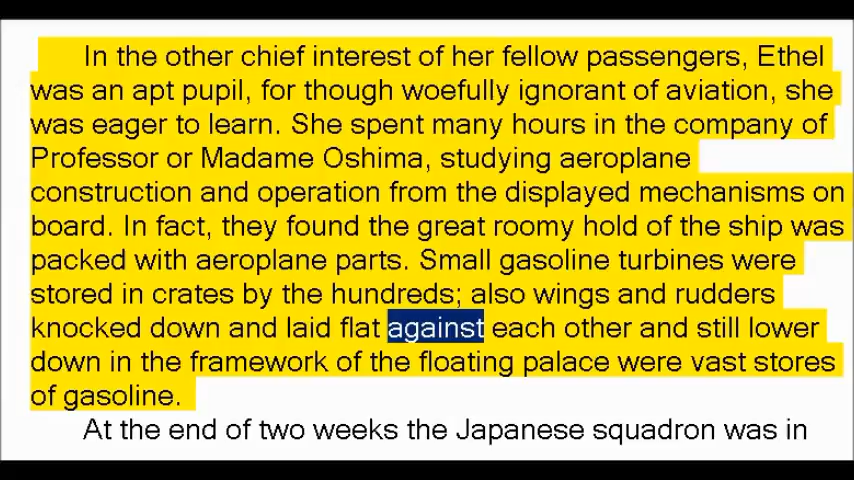 In the other chief interest of her fellow passengers, Ethel
was an apt pupil, for though woefully ignorant of aviation, she
was eager to learn. She spent many hours in the company of
Professor or Madame Oshima, studying aeroplane
construction and operation from the displayed mechanisms on
board. In fact, they found the great roomy hold of the ship was
packed with aeroplane parts. Small gasoline turbines were
stored in crates by the hundreds; also wings and rudders
knocked down and laid flat against each other and still lower
down in the framework of the floating palace were vast stores
of gasoline.
At the end of two weeks the Japanese squadron was in